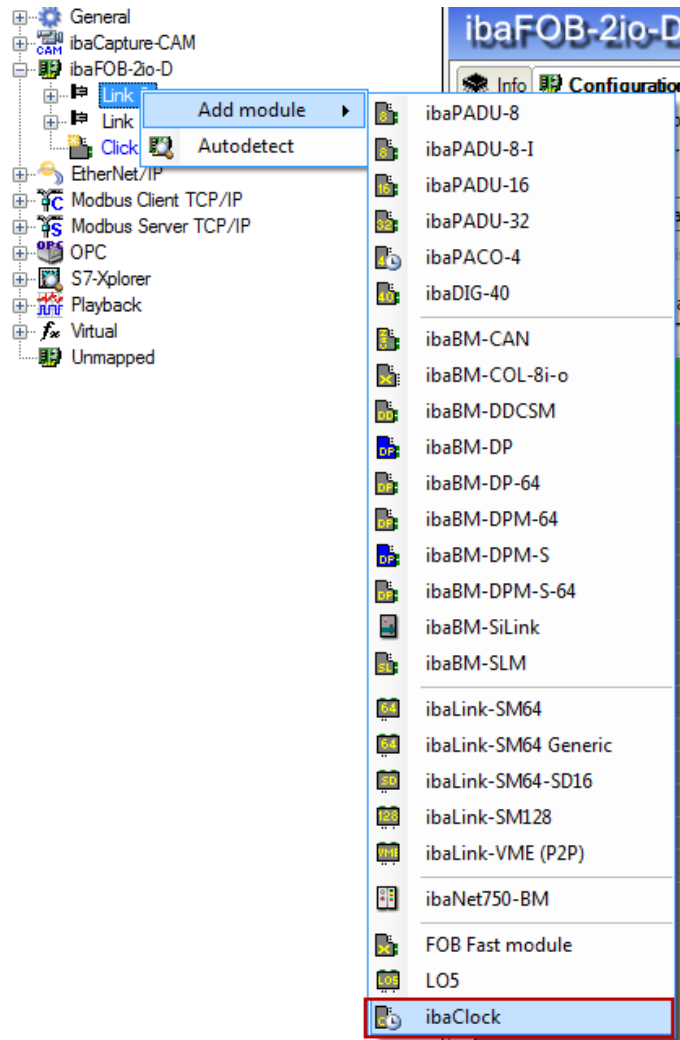 General
ibaCapture-CAM
ibaFOB-2io-D
Link
Link
Click
EtherNet/IP
Modbus Client TCP/IP
Modbus Server TCP/IP
OPC
S7-Xplorer
Playback
Virtual
Unmapped
ibaFOB-2io-D
Info Configuration
Add module
Autodetect
ibaPADU-8
ibaPADU-8-I
ibaPADU-16
ibaPADU-32
ibaPACO-4
ibaDIG-40
ibaBM-CAN
ibaBM-COL-8i-o
ibaBM-DDCSM
ibaBM-DP
ibaBM-DP-64
ibaBM-DPM-64
ibaBM-DPM-S
ibaBM-DPM-S-64
ibaBM-SiLink
ibaBM-SLM
ibaLink-SM64
ibaLink-SM64 Generic
ibaLink-SM64-SD16
ibaLink-SM128
ibaLink-VME (P2P)
ibaNet750-BM
FOB Fast module
LO5
ibaClock